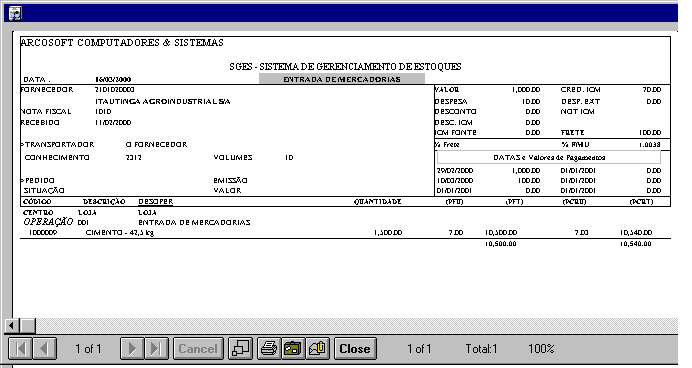 ARCOSOFT COMPUTADORES & SISTEMAS
SGES - SISTEMA DE GERENCIAMENTO DE ESTOQUES
DATA . 16/03/2000 ENTRADA DE MERCADORIAS
FORNECEDOR 2101020003 VALOR 1,000.00 CRED. ICM 70.00
ITAUTINGA AGROINDUSTRIAL S/A DESPESA 10.00 DESP. EXT 0.00
NOTA FISCAL 1010 DESCONTO 0.00 NOT ICM
RECEBIDO 11/02/2000 DESC. ICM 0.00
ICM FONTE 0.00 FRETE 100.00
>TRANSPORTADOR O FORNECEDOR % Frete % P/MU 1.0038
CONHECIMENTO 2312 VOLUMES 10 DATAS e Valores de Pagamentos
29/02/2000 1,000.00 01/01/2001 0.00
>PEDIDO EMISSÃO 10/03/2000 100.00 01/01/2001 0.00
SITUAÇÃO VALOR 01/01/2001 0.00 01/01/2001 0.00
CÓDIGO DESCRIÇÃO DESOPER QUANTIDADE (PFU) (PFT) (PCRU) (PCRT)
CENTRO LOJA LOJA
OPERAÇÃO 001 ENTRADA DE MERCADORIAS
1000009 CIMENTO - 42,5 kg 1,500.00 7.00 10,500.00 7.03 10,540.00
10,500.00 10,540.00
1 of 1 Cancel Close 1 of 1 Total:1 100%